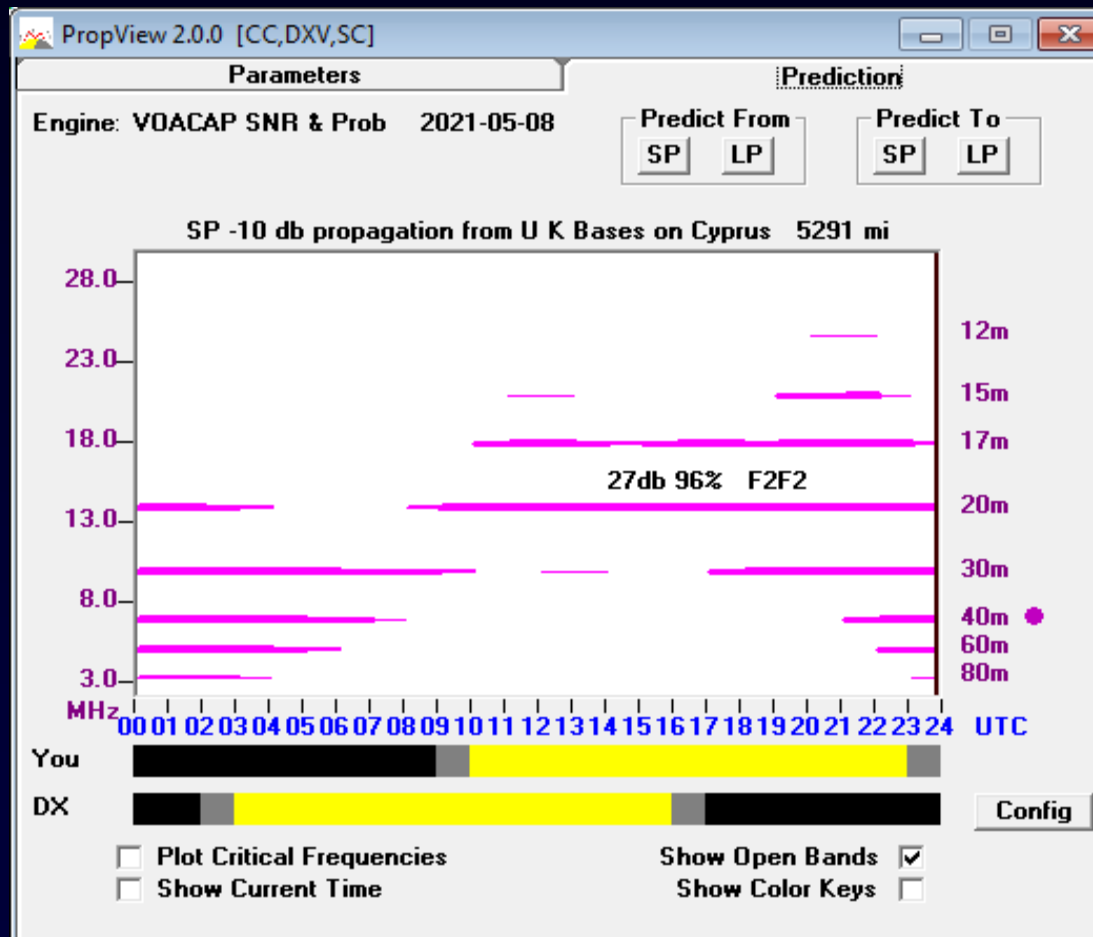 PropView 2.0.0 [CC,DXV,SC]
Parameters
Prediction
Engine: VOACAP SNR & Prob 2021-05-08
Predict From
SP LP
Predict To
SP LP
SP -10 db propagation from U K Bases on Cyprus 5291 mi
28.0
12m
23.0
15m
18.0
17m
27db 96% F2F2
20m
13.0
30m
8.0
40m
60m
3.0
80m
MHz
00 01 02 03 04 05 06 07 08 09 10 11 12 13 14 15 16 17 18 19 20 21 22 23 24 UTC
You
DX
Config
Plot Critical Frequencies
Show Open Bands
Show Current Time
Show Color Keys